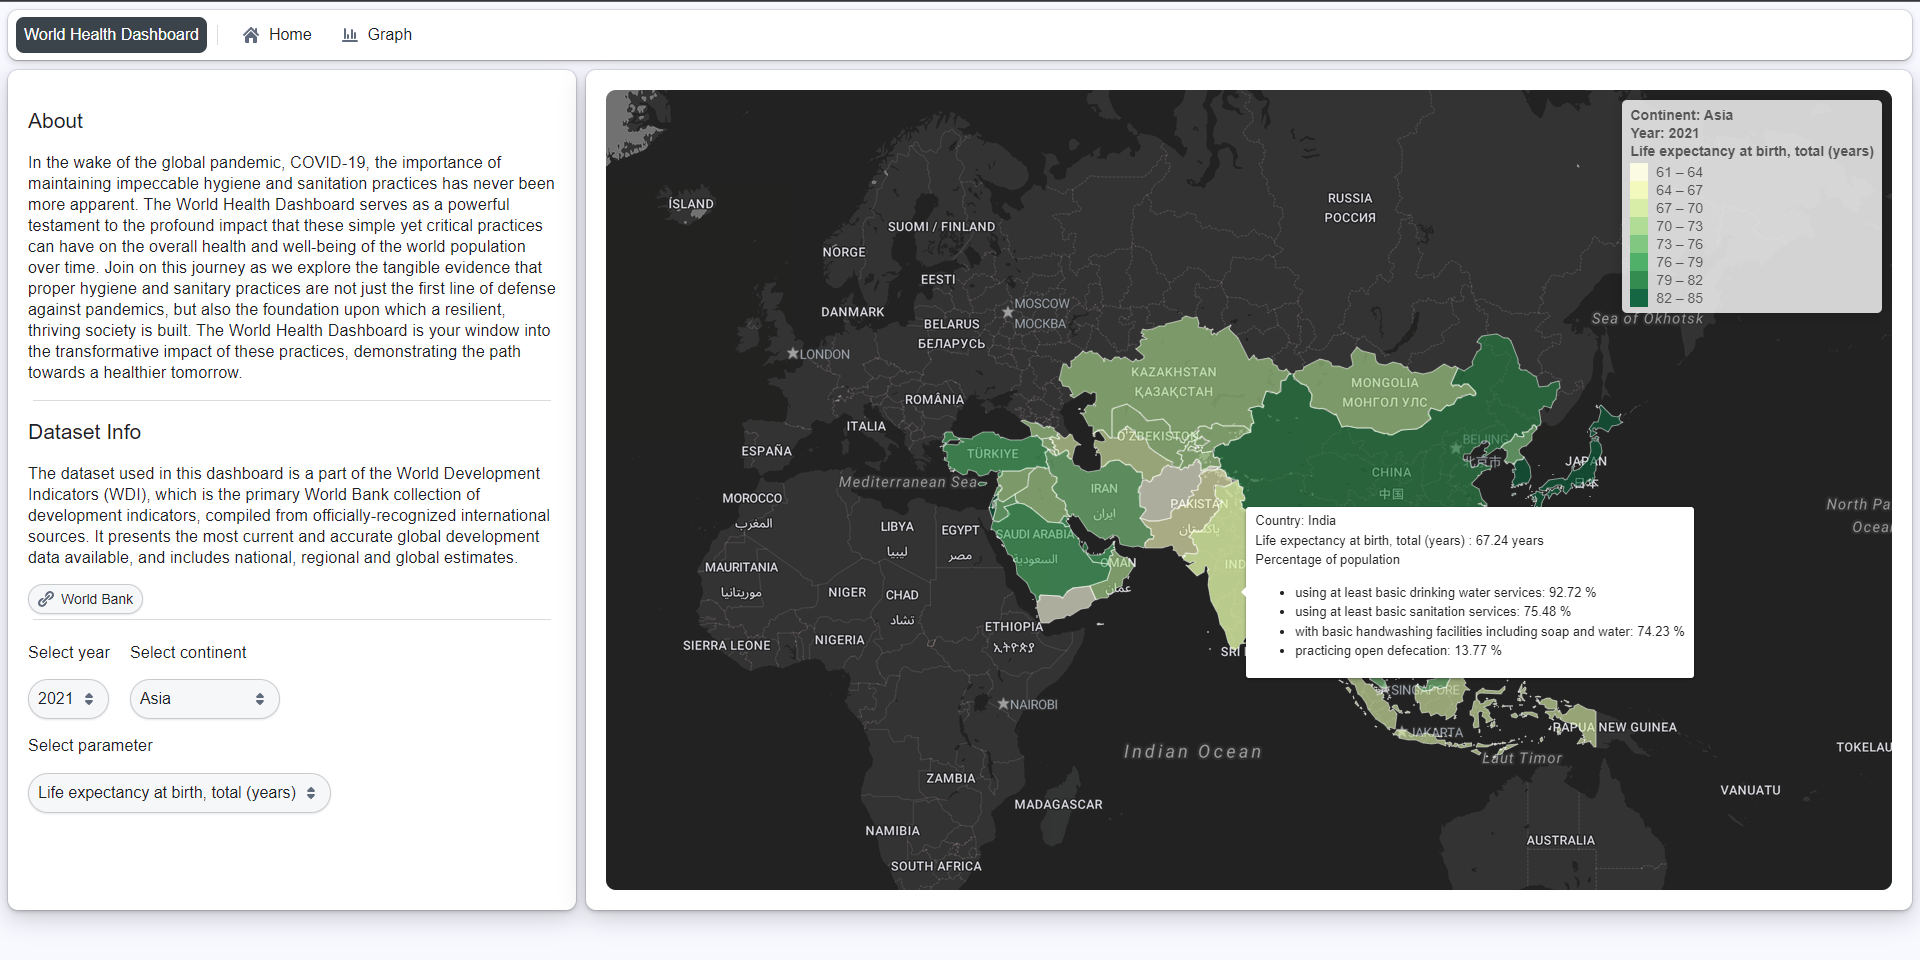 World Health Dashboard
Home
Graph
About
In the wake of the global pandemic, COVID-19, the importance of
maintaining impeccable hygiene and sanitation practices has never been
more apparent. The World Health Dashboard serves as a powerful
testament to the profound impact that these simple yet critical practices
can have on the overall health and well-being of the world population
over time. Join on this journey as we explore the tangible evidence that
proper hygiene and sanitary practices are not just the first line of defense
against pandemics, but also the foundation upon which a resilient,
thriving society is built. The World Health Dashboard is your window into
the transformative impact of these practices, demonstrating the path
towards a healthier tomorrow.
Dataset Info
The dataset used in this dashboard is a part of the World Development
Indicators (WDI), which is the primary World Bank collection of
development indicators, compiled from officially-recognized international
sources. It presents the most current and accurate global development
data available, and includes national, regional and global estimates.
World Bank
Select year
Select continent
2021
Asia
Select parameter
Life expectancy at birth, total (years)
Continent: Asia
Year: 2021
Life expectancy at birth, total (years)
61 – 64
64 – 67
67 – 70
70 – 73
73 – 76
76 – 79
79 – 82
82 – 85
ÍSLAND
RUSSIA
РОССИЯ
SUOMI / FINLAND
NORGE
EESTI
MOSCOW
МОСКВА
DANMARK
BELARUS
БЕЛАРУСЬ
Sea of Okhotsk
LONDON
KAZAKHSTAN
ҚАЗАҚСТАН
MONGOLIA
МОНГОЛ УЛС
ROMÂNIA
ITALIA
O'ZBEKISTON
BEIJING
北京市
ESPAÑA
TÜRKIYE
JAPAN
日本
CHINA
中国
Mediterranean Sea
IRAN
ایران
MOROCCO
المغرب
PAKISTAN
پاکستان
North Pa
Ocea
LIBYA
ليبيا
EGYPT
مصر
SAUDI ARABIA
السعودية
OMAN
عمان
IND
MAURITANIA
موريتانيا
NIGER
CHAD
تشاد
ETHIOPIA
ኢትዮጵያ
NIGERIA
SIERRA LEONE
SRI
Country: India
Life expectancy at birth, total (years) : 67.24 years
Percentage of population
• using at least basic drinking water services: 92.72 %
• using at least basic sanitation services: 75.48 %
• with basic handwashing facilities including soap and water: 74.23 %
• practicing open defecation: 13.77 %
SINGAPORE
NAIROBI
JAKARTA
PAPUA NEW GUINEA
Indian Ocean
Laut Timor
TOKELAU
ZAMBIA
VANUATU
MADAGASCAR
NAMIBIA
AUSTRALIA
SOUTH AFRICA